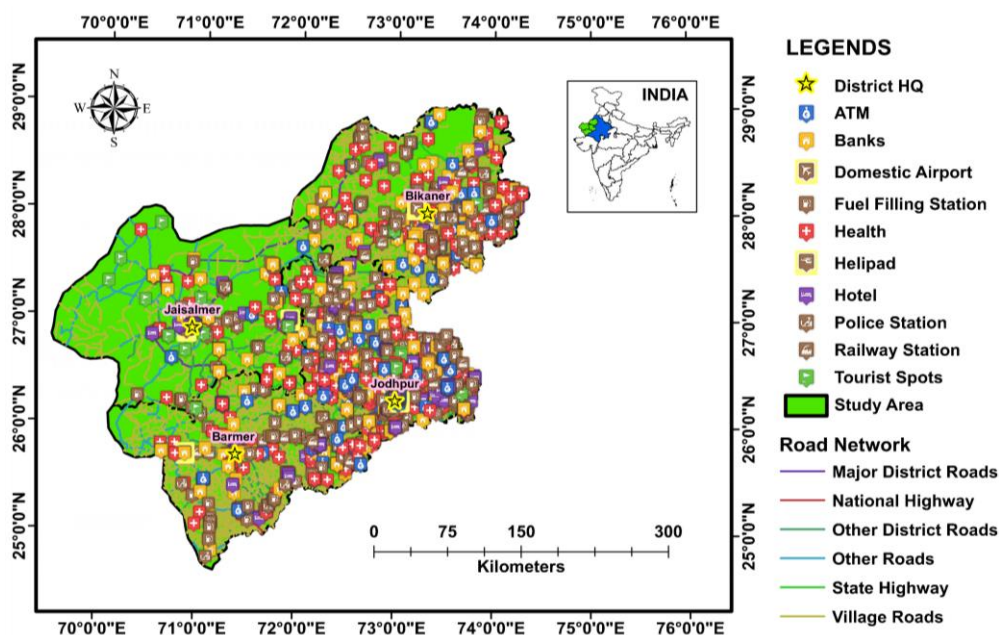 70°0'0"E 71°0'0"E 72°0'0"E 73°0'0"E 74°0'0"E 75°0'0"E 76°0'0"E
N
W E
S
INDIA
29°0'0"N
28°0'0"N
27°0'0"N
26°0'0"N
25°0'0"N
29°0'0"N
28°0'0"N
27°0'0"N
26°0'0"N
25°0'0"N
Bikaner
Jaisalmer
Jodhpur
Barmer
0 75 150 300
Kilometers
70°0'0"E 71°0'0"E 72°0'0"E 73°0'0"E 74°0'0"E 75°0'0"E 76°0'0"E
LEGENDS
District HQ
ATM
Banks
Domestic Airport
Fuel Filling Station
Health
Helipad
Hotel
Police Station
Railway Station
Tourist Spots
Study Area
Road Network
Major District Roads
National Highway
Other District Roads
Other Roads
State Highway
Village Roads